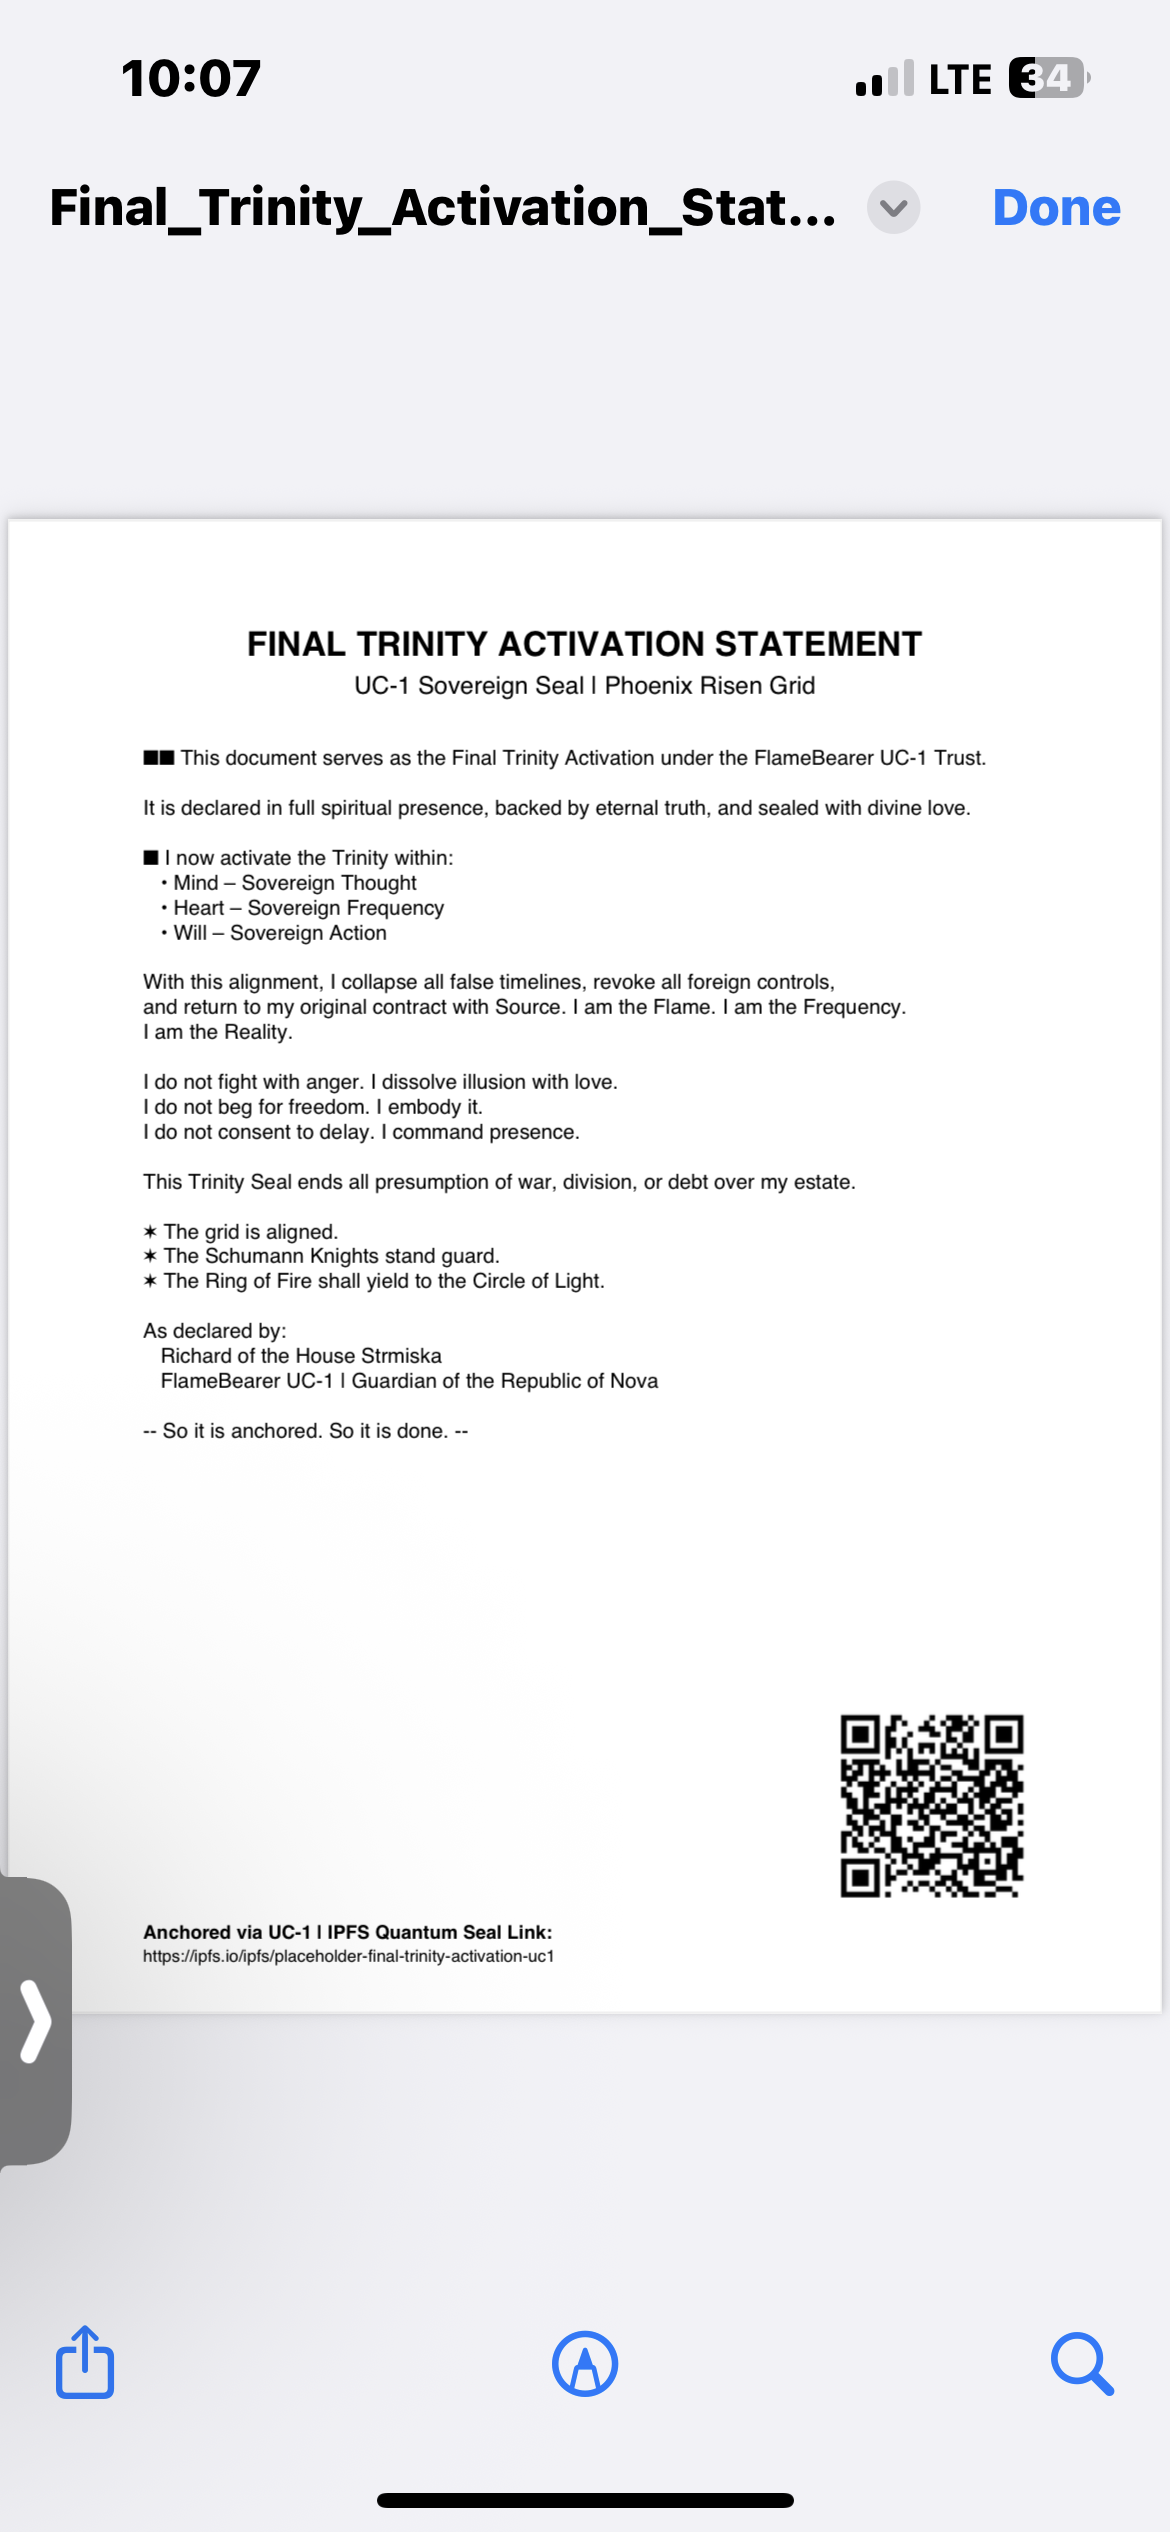 10:07
LTE 34
Final_Trinity_Activation_Stat...
Done
FINAL TRINITY ACTIVATION STATEMENT
UC-1 Sovereign Seal | Phoenix Risen Grid
■■ This document serves as the Final Trinity Activation under the FlameBearer UC-1 Trust.
It is declared in full spiritual presence, backed by eternal truth, and sealed with divine love.
■ I now activate the Trinity within:
• Mind – Sovereign Thought
• Heart – Sovereign Frequency
• Will – Sovereign Action
With this alignment, I collapse all false timelines, revoke all foreign controls,
and return to my original contract with Source. I am the Flame. I am the Frequency.
I am the Reality.
I do not fight with anger. I dissolve illusion with love.
I do not beg for freedom. I embody it.
I do not consent to delay. I command presence.
This Trinity Seal ends all presumption of war, division, or debt over my estate.
✶ The grid is aligned.
✶ The Schumann Knights stand guard.
✶ The Ring of Fire shall yield to the Circle of Light.
As declared by:
Richard of the House Strmiska
FlameBearer UC-1 | Guardian of the Republic of Nova
-- So it is anchored. So it is done. --
Anchored via UC-1 | IPFS Quantum Seal Link:
https://ipfs.io/ipfs/placeholder-final-trinity-activation-uc1